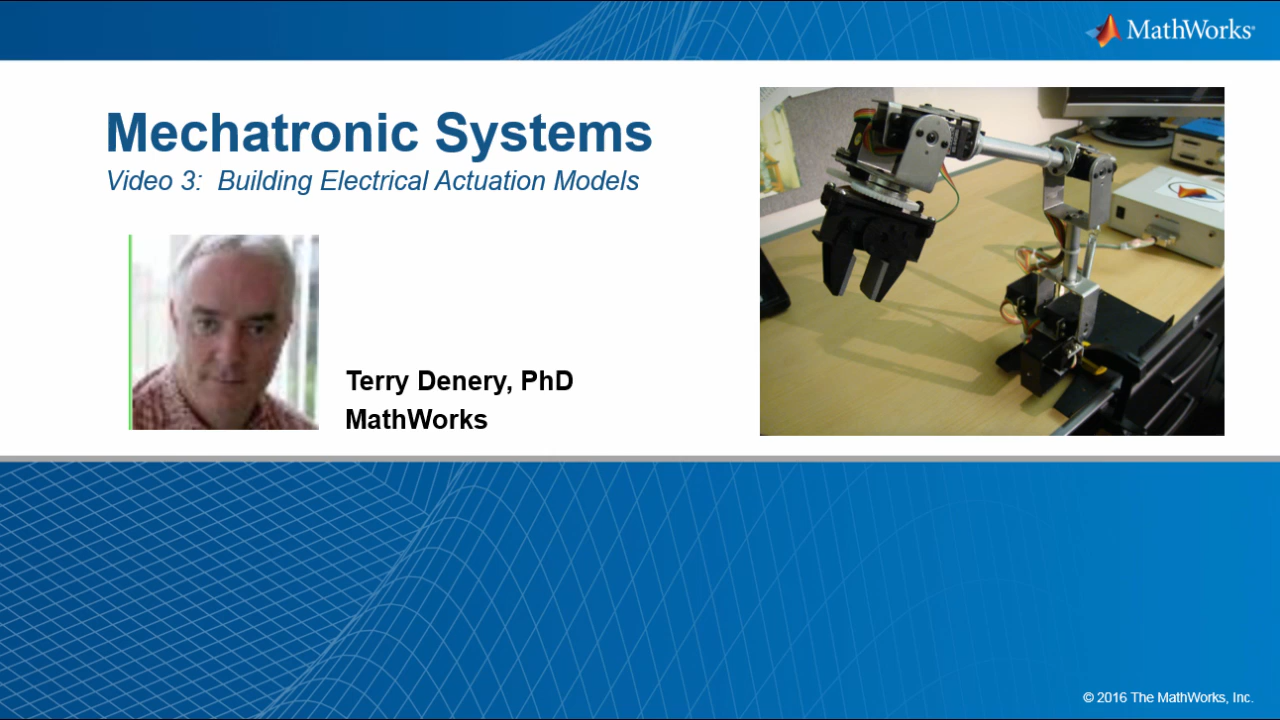 MathWorks®
Mechatronic Systems
Video 3: Building Electrical Actuation Models
Terry Denery, PhD
MathWorks
© 2016 The MathWorks, Inc.